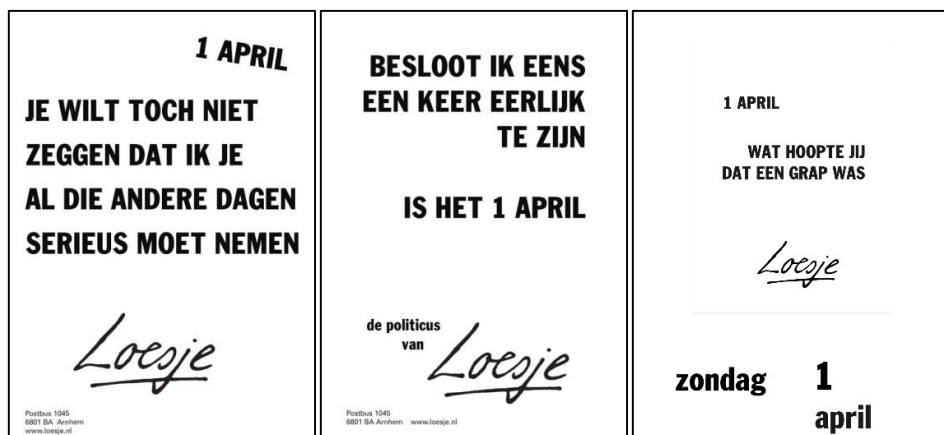 1 APRIL
JE WILT TOCH NIET
ZEGGEN DAT IK JE
AL DIE ANDERE DAGEN
SERIEUS MOET NEMEN
Loesje
Postbus 1045
6801 BA Arnhem
www.loesje.nl
BESLOOT IK EENS
EEN KEER EERLIJK
TE ZIJN
IS HET 1 APRIL
de politicus
van
Loesje
Postbus 1045
6801 BA Arnhem www.loesje.nl
1 APRIL
WAT HOOPTE JIJ
DAT EEN GRAP WAS
Loesje
zondag 1
april